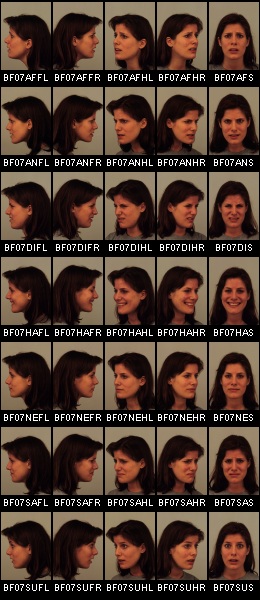 BF07AFFL BF07AFFR BF07AFHL BF07AFHR BF07AFS
BF07ANFL BF07ANFR BF07ANHL BF07ANHR BF07ANS
BF07DIFL BF07DIFR BF07DIHL BF07DIHR BF07DIS
BF07HAFL BF07HAFR BF07HAHL BF07HAHR BF07HAS
BF07NEFL BF07NEFR BF07NEHL BF07NEHR BF07NES
BF07SAFL BF07SAFR BF07SAHL BF07SAHR BF07SAS
BF07SUFL BF07SUFR BF07SUHL BF07SUHR BF07SUS